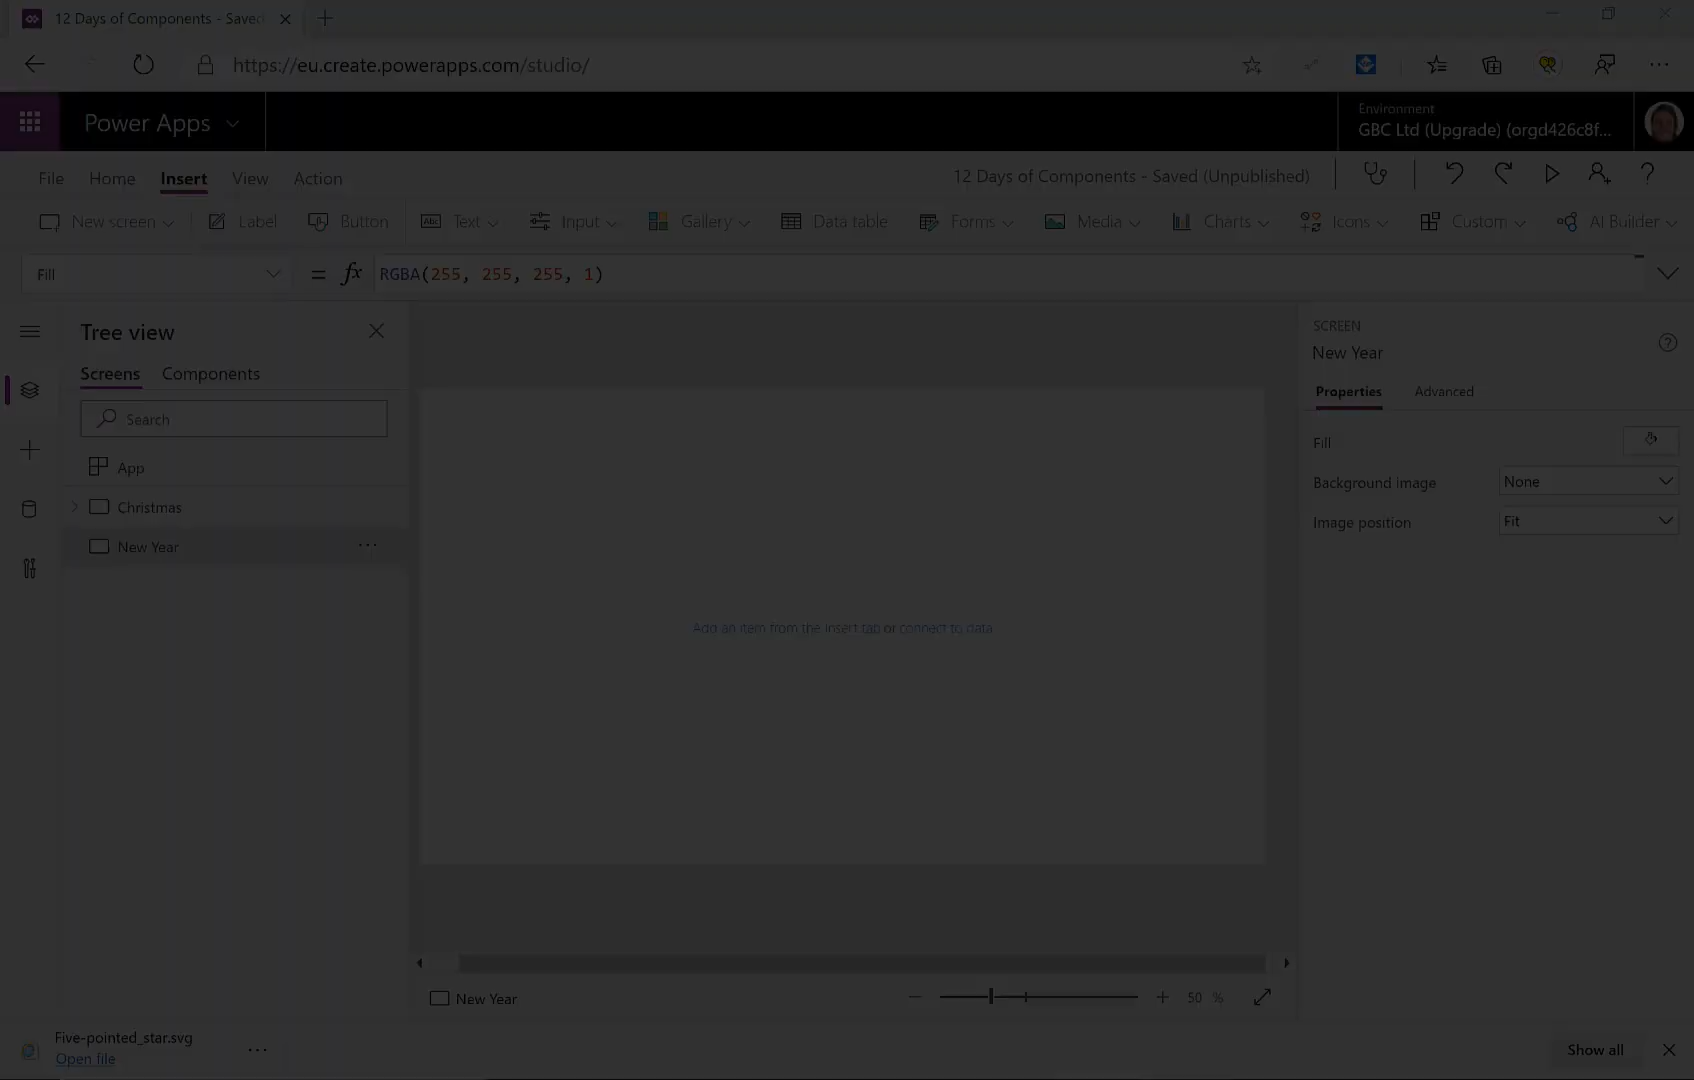 12 Days of Components - Saved
https://eu.create.powerapps.com/studio/
Power Apps
Environment
GBC Ltd (Upgrade) (orgd426c8f...
File Home Insert View Action
12 Days of Components - Saved (Unpublished)
New screen Label Button Text Input Gallery Data table Forms Media Charts Icons Custom AI Builder
Abc
Fill = fx RGBA(255, 255, 255, 1)
Tree view
Screens Components
Search
App
Christmas
New Year
Add an item from the Insert tab or connect to data
SCREEN
New Year
Properties Advanced
Fill
Background image None
Image position Fit
New Year
50 %
Five-pointed_star.svg
Open file
Show all